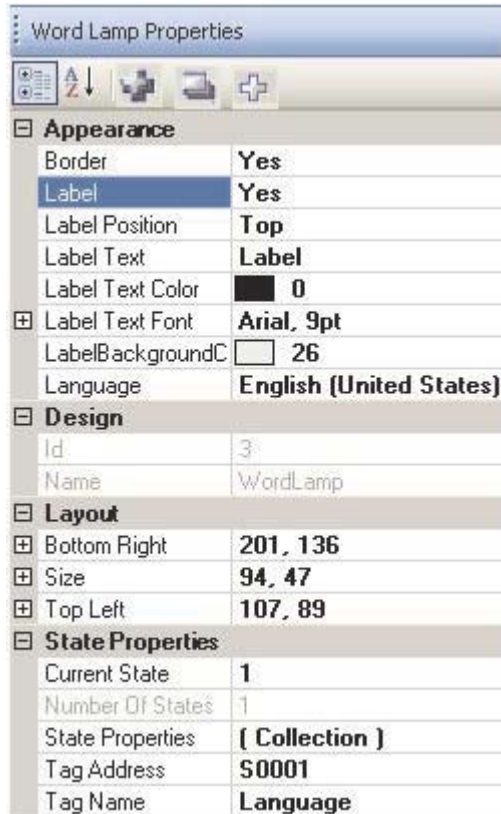 Word Lamp Properties
A
Z
Appearance
Border Yes
Label Yes
Label Position Top
Label Text Label
Label Text Color 0
Label Text Font Arial, 9pt
LabelBackgroundC 26
Language English (United States)
Design
Id 3
Name WordLamp
Layout
Bottom Right 201, 136
Size 94, 47
Top Left 107, 89
State Properties
Current State 1
Number Of States 1
State Properties ( Collection )
Tag Address S0001
Tag Name Language